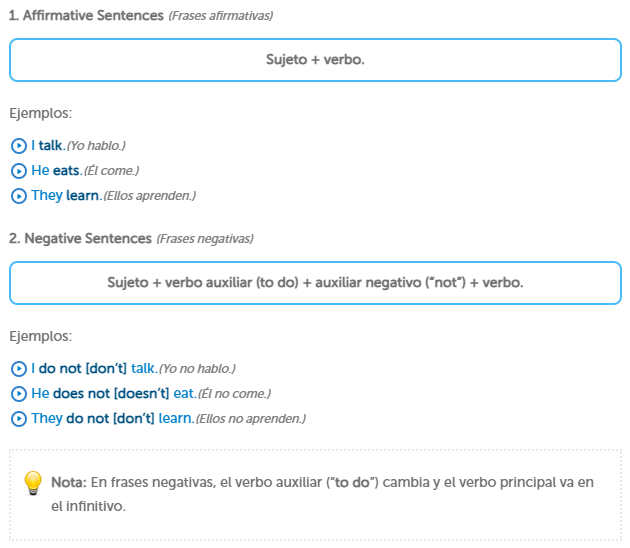 1. Affirmative Sentences (Frases afirmativas)
Sujeto + verbo.
Ejemplos:
I talk.(Yo hablo.)
He eats.(Él come.)
They learn.(Ellos aprenden.)
2. Negative Sentences (Frases negativas)
Sujeto + verbo auxiliar (to do) + auxiliar negativo (“not”) + verbo.
Ejemplos:
I do not [don’t] talk.(Yo no hablo.)
He does not [doesn’t] eat.(Él no come.)
They do not [don’t] learn.(Ellos no aprenden.)
Nota: En frases negativas, el verbo auxiliar (“to do”) cambia y el verbo principal va en
el infinitivo.